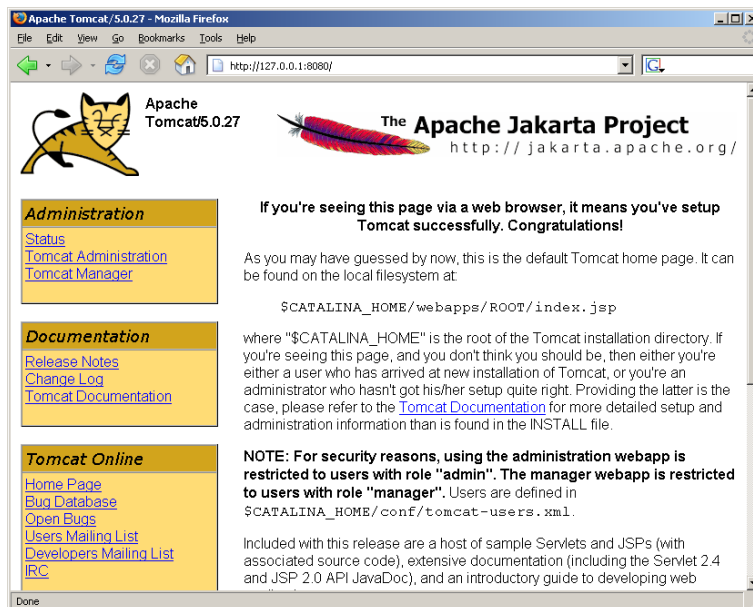 Apache Tomcat/5.0.27 - Mozilla Firefox
File Edit View Go Bookmarks Tools Help
http://127.0.0.1:8080/
G
Apache
Tomcat/5.0.27
The Apache Jakarta Project
http://jakarta.apache.org/
Administration
Status
Tomcat Administration
Tomcat Manager
Documentation
Release Notes
Change Log
Tomcat Documentation
Tomcat Online
Home Page
Bug Database
Open Bugs
Users Mailing List
Developers Mailing List
IRC
If you're seeing this page via a web browser, it means you've setup
Tomcat successfully. Congratulations!
As you may have guessed by now, this is the default Tomcat home page. It can
be found on the local filesystem at:
$CATALINA_HOME/webapps/ROOT/index.jsp
where "$CATALINA_HOME" is the root of the Tomcat installation directory. If
you're seeing this page, and you don't think you should be, then either you're
either a user who has arrived at new installation of Tomcat, or you're an
administrator who hasn't got his/her setup quite right. Providing the latter is the
case, please refer to the Tomcat Documentation for more detailed setup and
administration information than is found in the INSTALL file.
NOTE: For security reasons, using the administration webapp is
restricted to users with role "admin". The manager webapp is restricted
to users with role "manager". Users are defined in
$CATALINA_HOME/conf/tomcat-users.xml.
Included with this release are a host of sample Servlets and JSPs (with
associated source code), extensive documentation (including the Servlet 2.4
and JSP 2.0 API JavaDoc), and an introductory guide to developing web
Done